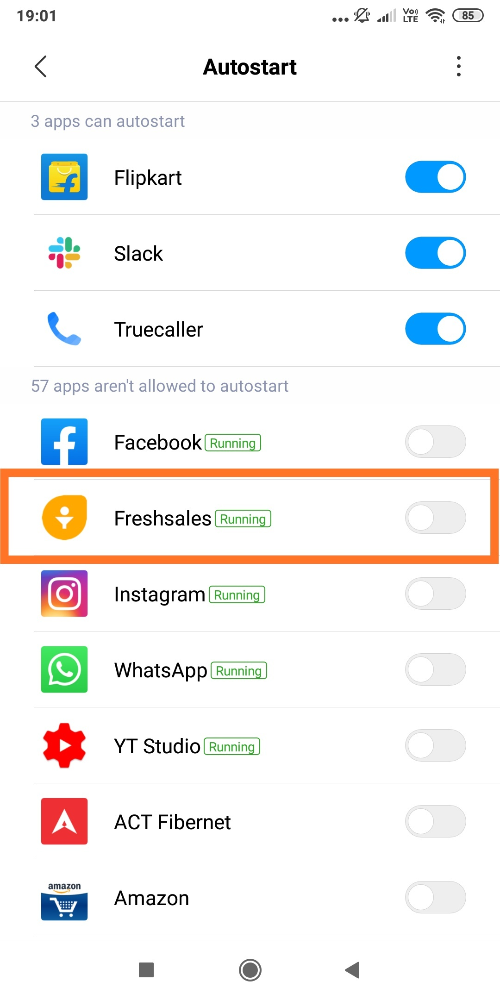 19:01
Vo))
LTE
85
Autostart
3 apps can autostart
Flipkart
Slack
Truecaller
57 apps aren't allowed to autostart
Facebook Running
Freshsales Running
Instagram Running
WhatsApp Running
YT Studio Running
ACT Fibernet
amazon
Amazon